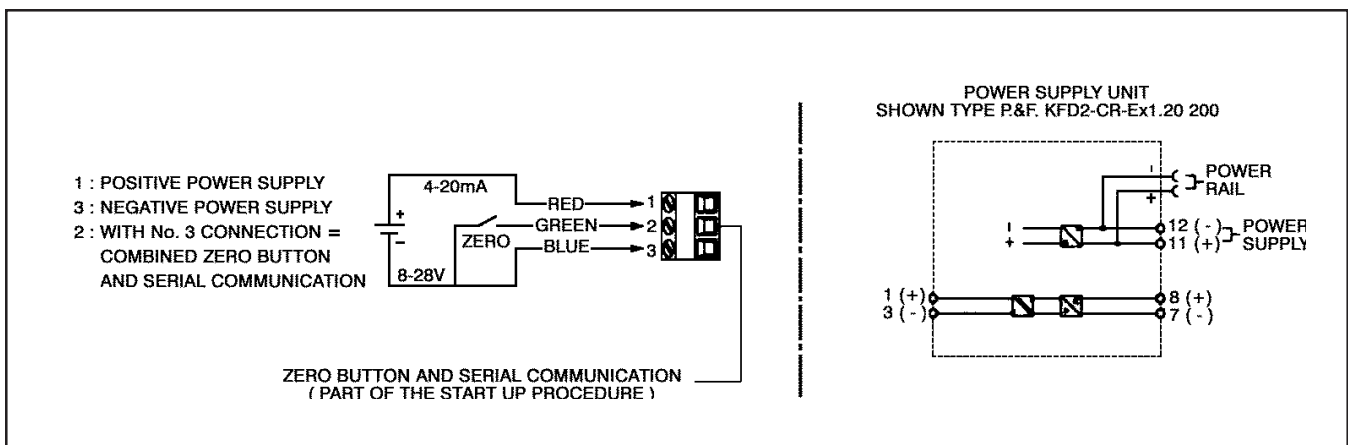 1 : POSITIVE POWER SUPPLY
3 : NEGATIVE POWER SUPPLY
2 : WITH No. 3 CONNECTION =
COMBINED ZERO BUTTON
AND SERIAL COMMUNICATION
4-20mA
+
−
8-28V
ZERO
RED
GREEN
BLUE
1
2
3
ZERO BUTTON AND SERIAL COMMUNICATION
( PART OF THE START UP PROCEDURE )
POWER SUPPLY UNIT
SHOWN TYPE P.&F. KFD2-CR-Ex1.20 200
-
+
POWER
RAIL
-
+
12 (-)
11 (+)
POWER
SUPPLY
1 (+)
3 (-)
8 (+)
7 (-)